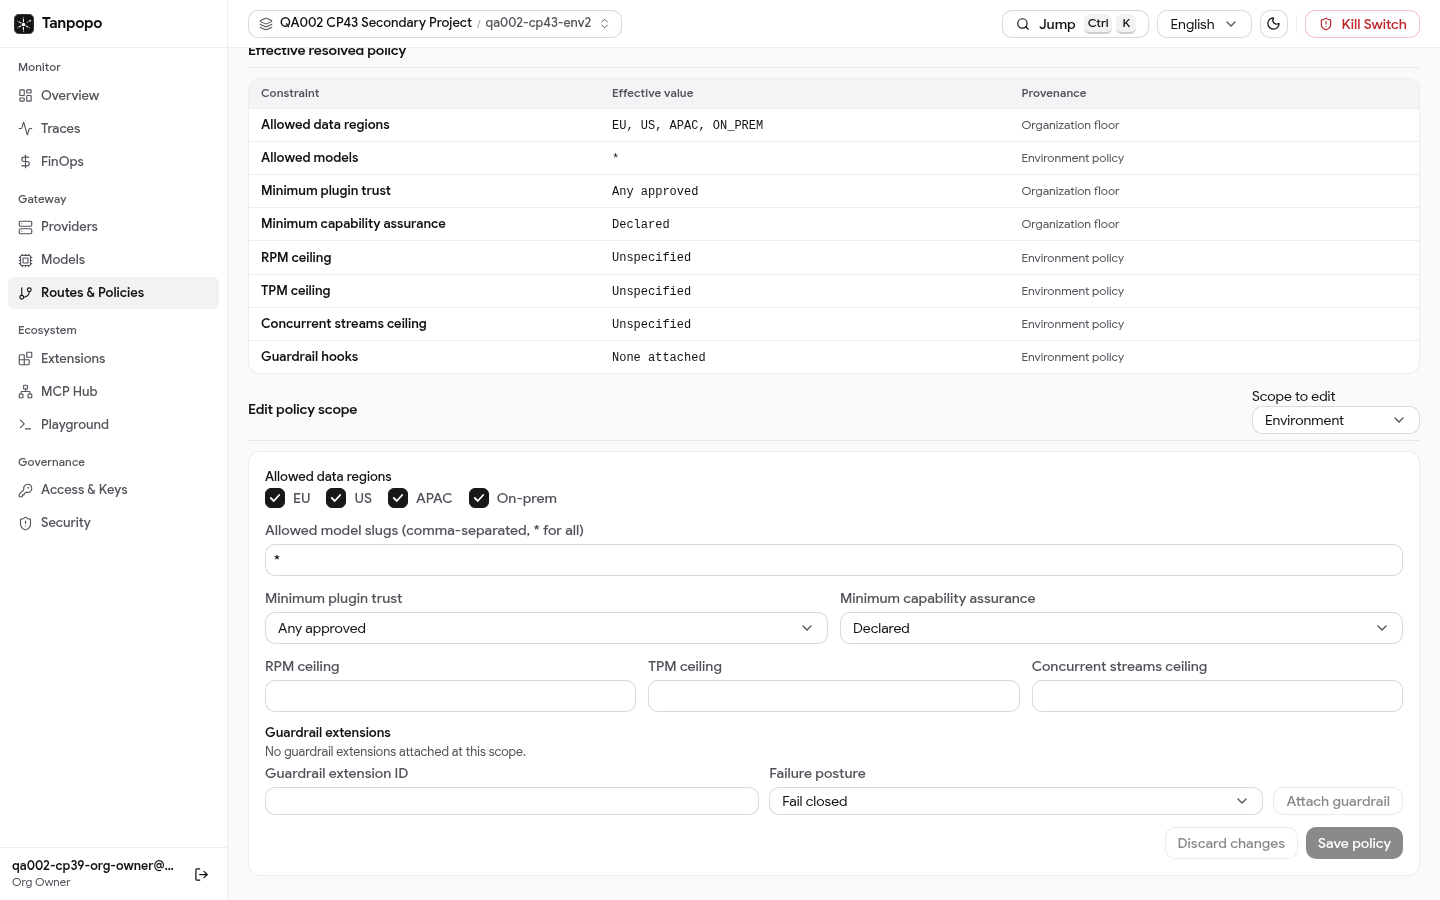 Tanpopo
QA002 CP43 Secondary Project / qa002-cp43-env2
Jump Ctrl K
English
Kill Switch
Monitor
Overview
Traces
FinOps
Gateway
Providers
Models
Routes & Policies
Ecosystem
Extensions
MCP Hub
Playground
Governance
Access & Keys
Security
qa002-cp39-org-owner@...
Org Owner
Effective resolved policy
Constraint Effective value Provenance
Allowed data regions EU, US, APAC, ON_PREM Organization floor
Allowed models * Environment policy
Minimum plugin trust Any approved Organization floor
Minimum capability assurance Declared Organization floor
RPM ceiling Unspecified Environment policy
TPM ceiling Unspecified Environment policy
Concurrent streams ceiling Unspecified Environment policy
Guardrail hooks None attached Environment policy
Edit policy scope
Scope to edit
Environment
Allowed data regions
EU US APAC On-prem
Allowed model slugs (comma-separated, * for all)
*
Minimum plugin trust Minimum capability assurance
Any approved Declared
RPM ceiling TPM ceiling Concurrent streams ceiling
Guardrail extensions
No guardrail extensions attached at this scope.
Guardrail extension ID Failure posture
Fail closed Attach guardrail
Discard changes Save policy